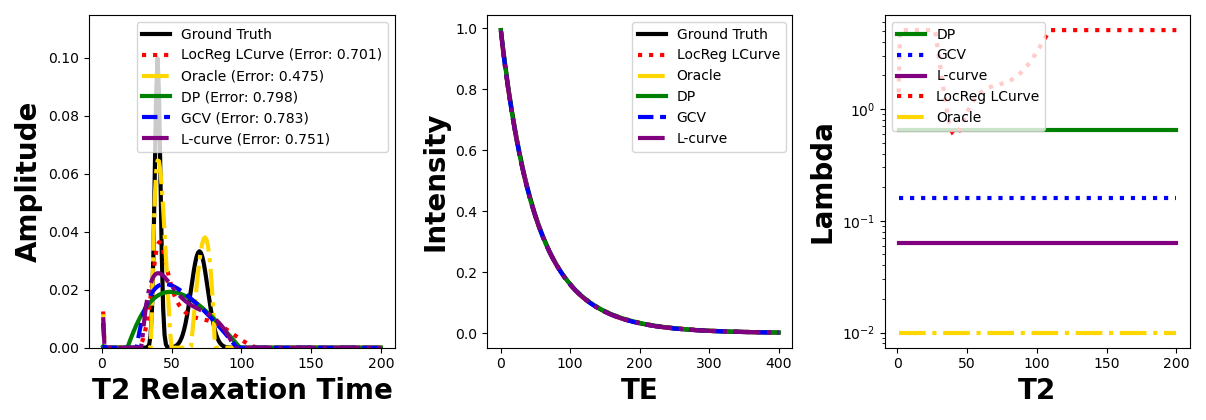 Amplitude
0.10
0.08
0.06
0.04
0.02
0.00
0
50
100
150
200
T2 Relaxation Time
Ground Truth
LocReg LCurve (Error: 0.701)
Oracle (Error: 0.475)
DP (Error: 0.798)
GCV (Error: 0.783)
L-curve (Error: 0.751)
Intensity
1.0
0.8
0.6
0.4
0.2
0.0
0
100
200
300
400
TE
Ground Truth
LocReg LCurve
Oracle
DP
GCV
L-curve
Lambda
10⁰
10⁻¹
10⁻²
0
50
100
150
200
T2
DP
GCV
L-curve
LocReg LCurve
Oracle